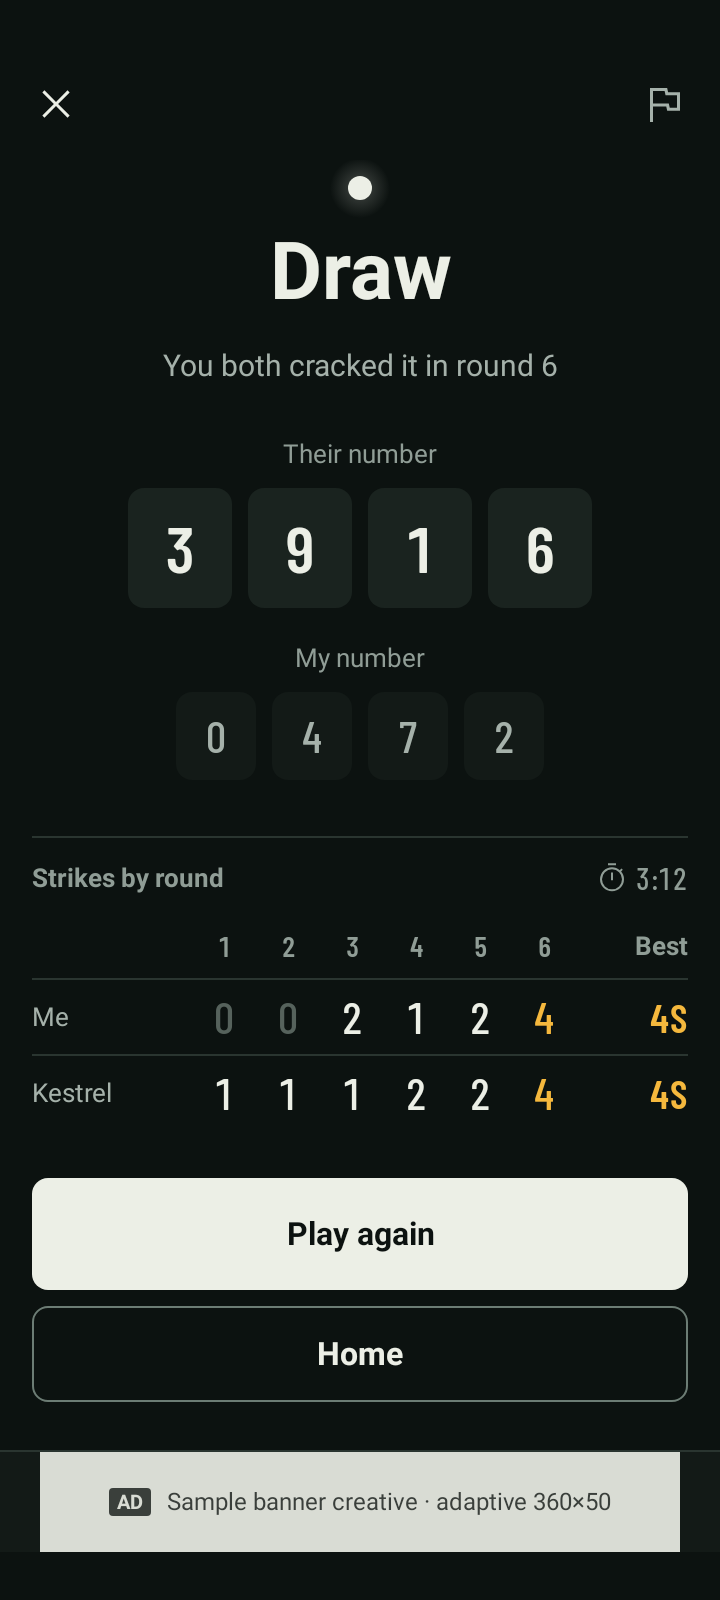 Draw
You both cracked it in round 6
Their number
3 9 1 6
My number
0 4 7 2
Strikes by round 3:12
1 2 3 4 5 6 Best
Me 0 0 2 1 2 4 4S
Kestrel 1 1 1 2 2 4 4S
Play again
Home
AD Sample banner creative · adaptive 360×50